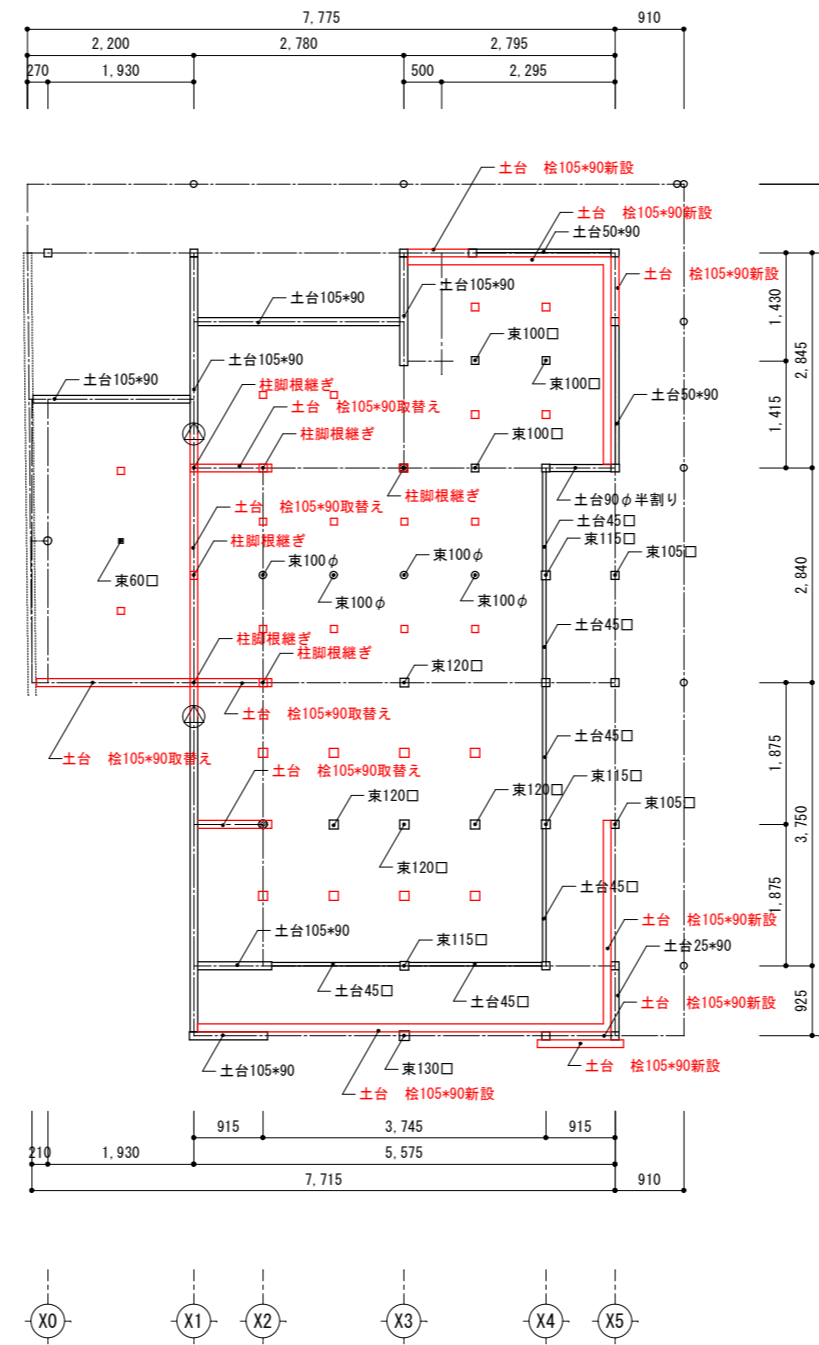 7,775
910
2,200
2,780
2,795
270
1,930
500
2,295
土台　桧105*90新設
土台　桧105*90新設
土台50*90
土台　桧105*90新設
土台105*90
土台105*90
1,430
2,845
東100□
土台105*90
土台105*90
柱脚根継ぎ
東100□
土台50*90
土台　桧105*90取替え
1,415
柱脚根継ぎ
東100□
柱脚根継ぎ
土台90φ半割り
土台　桧105*90取替え
土台45□
柱脚根継ぎ
東115□
東105□
東100φ
東100φ
2,840
東60□
東100φ
東100φ
土台45□
柱脚根継ぎ
柱脚根継ぎ
東120□
土台　桧105*90取替え
土台45□
1,875
土台　桧105*90取替え
土台　桧105*90取替え
東120□
東120□
東115□
東105□
3,750
東120□
土台45□
1,875
土台　桧105*90新設
土台105*90
東115□
土台25*90
土台45□
土台45□
土台　桧105*90新設
925
土台105*90
東130□
土台　桧105*90新設
土台　桧105*90新設
915
3,745
915
210
1,930
5,575
7,715
910
X0
X1
X2
X3
X4
X5